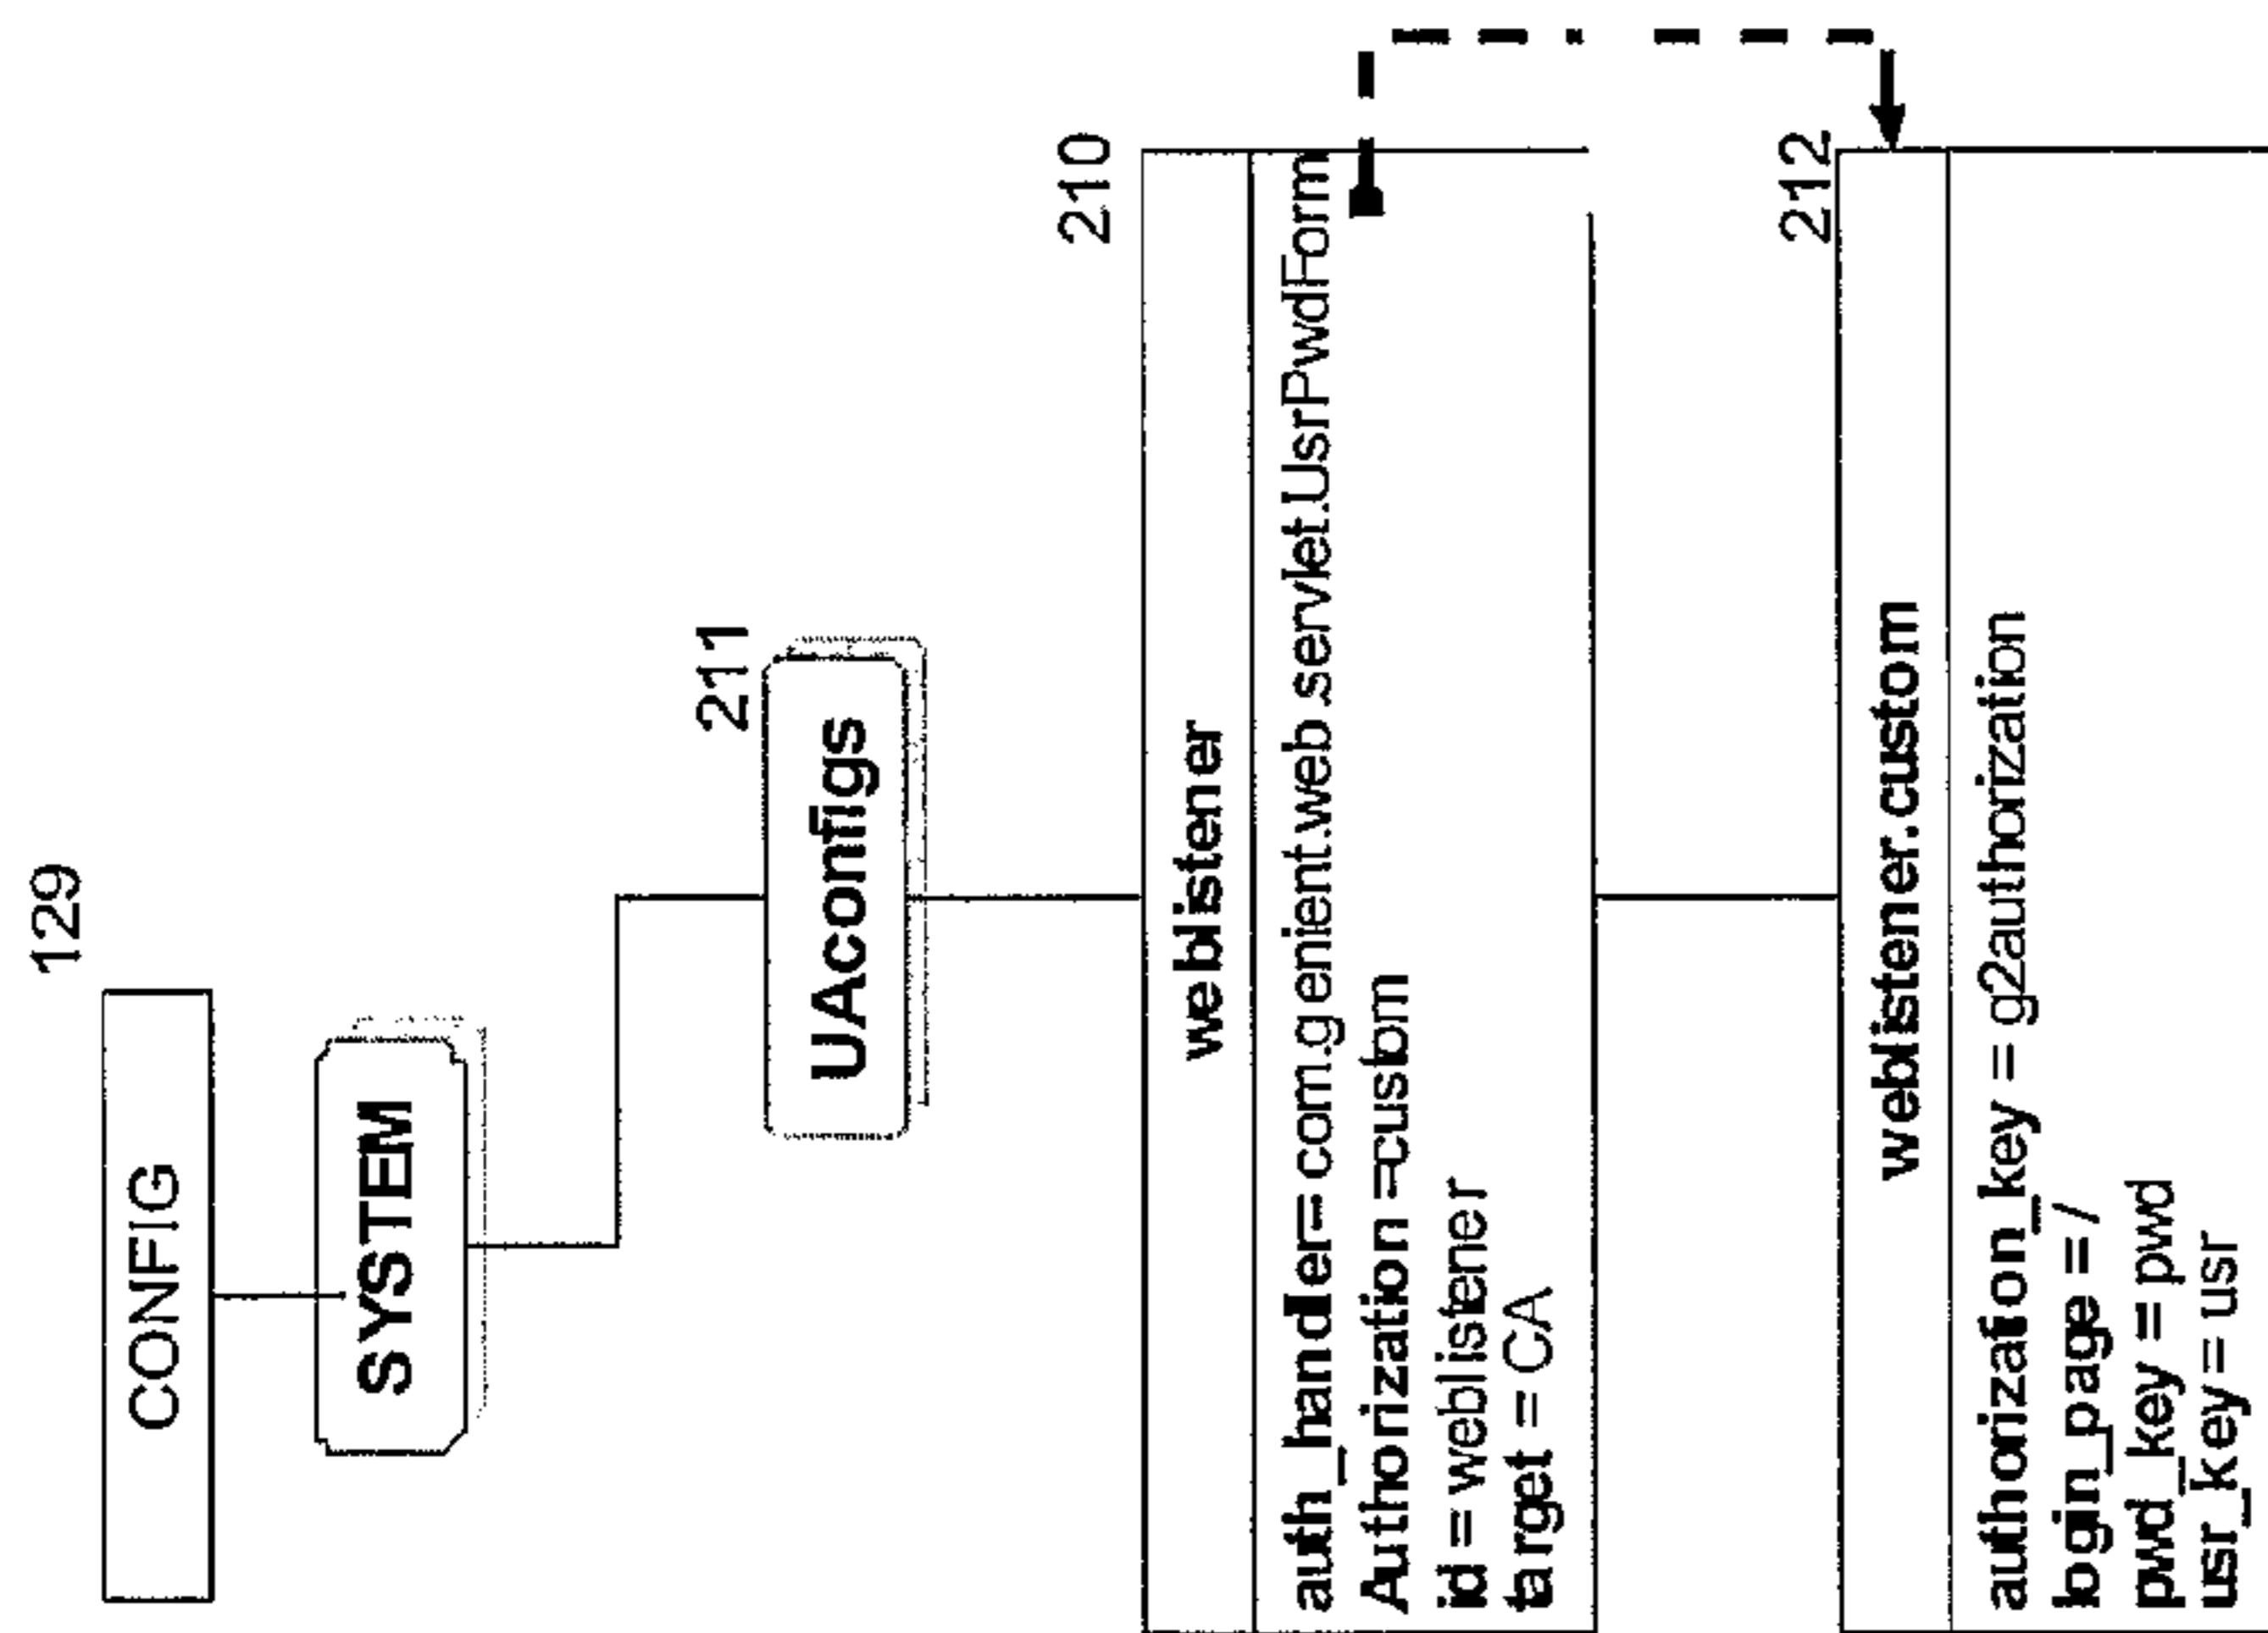 129
CONFIG
SYSTEM
211
UAconfigs
210
weblistener
auth_hander= com.genient.web.servlet.UsrPwdForm
Authorization =custom
id = weblistener
target = CA
212
weblistener.custom
authorization_key = g2authorization
login_page = /
pwd_key = pwd
usr_key = usr